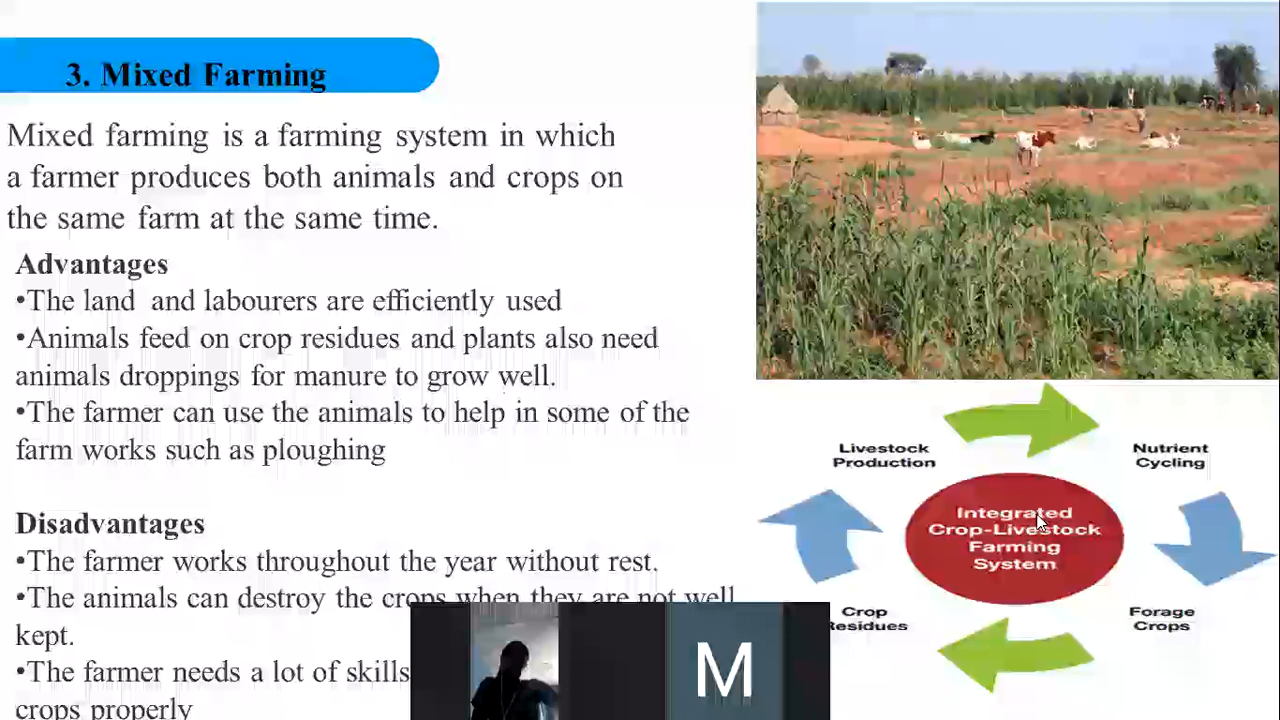 3. Mixed Farming
Mixed farming is a farming system in which
a farmer produces both animals and crops on
the same farm at the same time.
Advantages
•The land and labourers are efficiently used
•Animals feed on crop residues and plants also need
animals droppings for manure to grow well.
•The farmer can use the animals to help in some of the
farm works such as ploughing
Disadvantages
•The farmer works throughout the year without rest.
•The animals can destroy the crops when they are not well
kept.
•The farmer needs a lot of skills
crops properly
Livestock
Production
Nutrient
Cycling
Integrated
Crop-Livestock
Farming
System
Crop
Residues
Forage
Crops
M